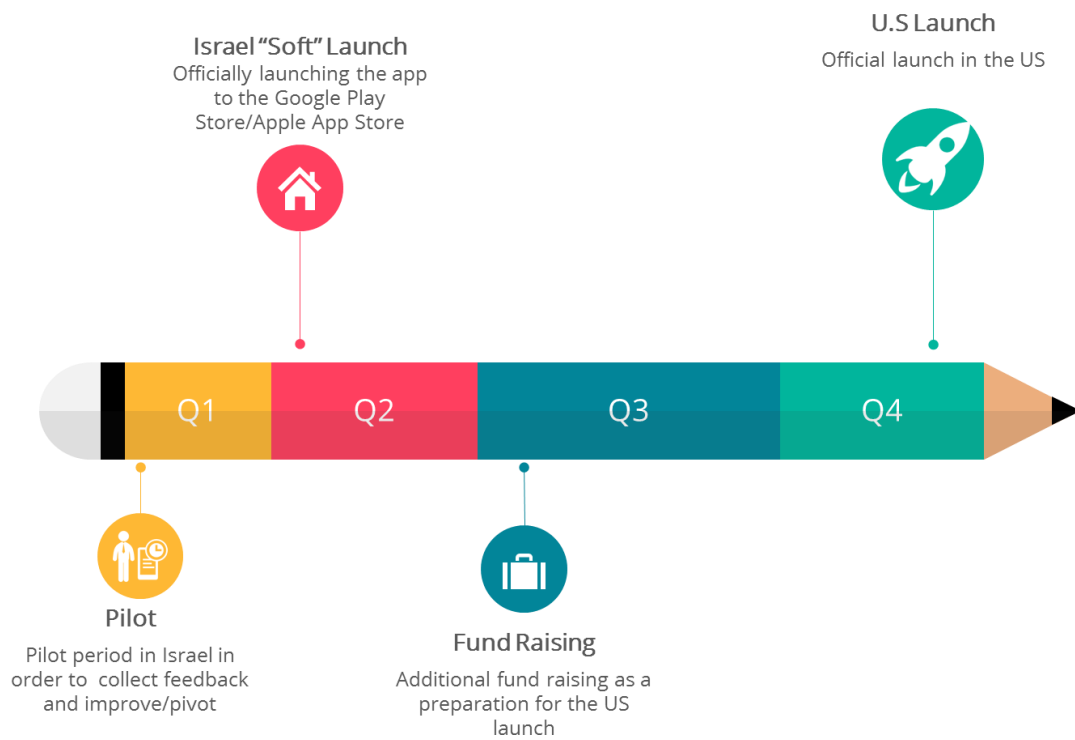 Israel “Soft” Launch
Officially launching the app
to the Google Play
Store/Apple App Store
U.S Launch
Official launch in the US
Q1
Q2
Q3
Q4
Pilot
Pilot period in Israel in
order to  collect feedback
and improve/pivot
Fund Raising
Additional fund raising as a
preparation for the US
launch